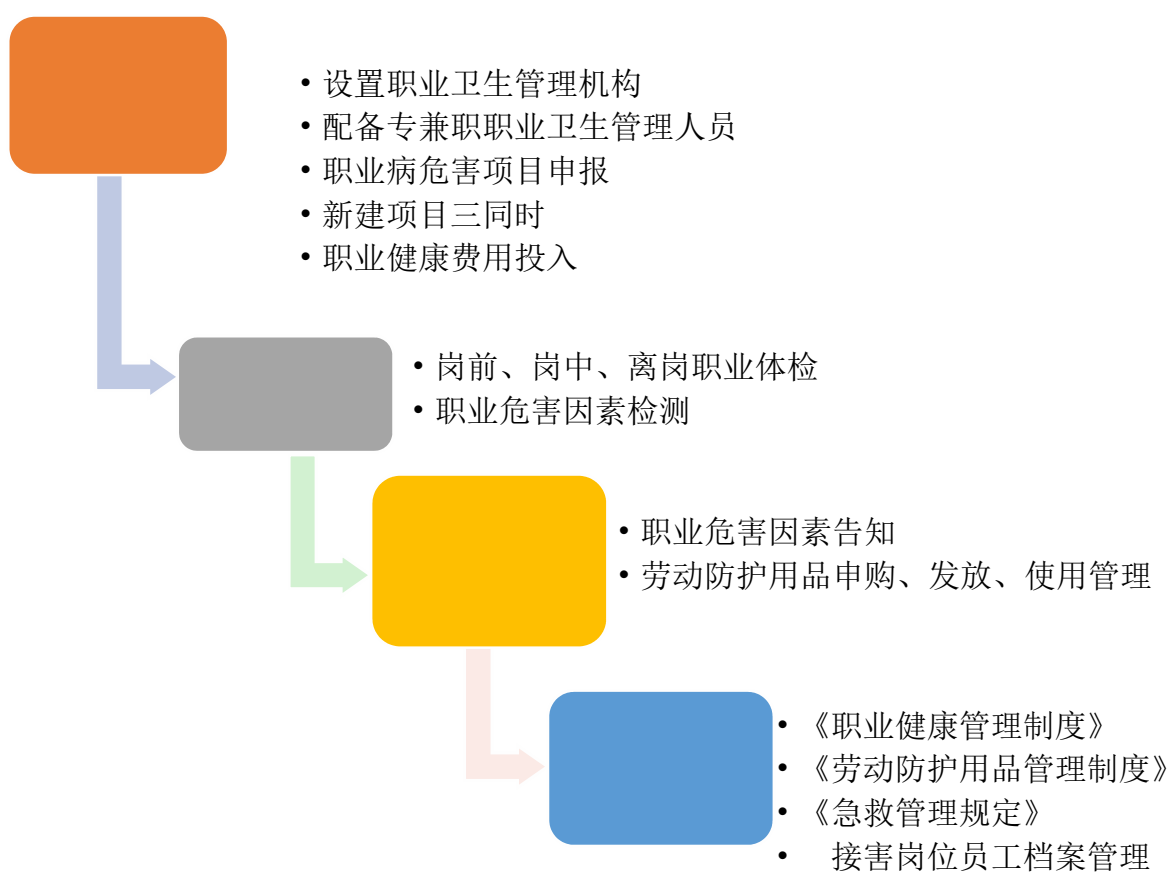 • 设置职业卫生管理机构
• 配备专兼职职业卫生管理人员
• 职业病危害项目申报
• 新建项目三同时
• 职业健康费用投入
• 岗前、岗中、离岗职业体检
• 职业危害因素检测
• 职业危害因素告知
• 劳动防护用品申购、发放、使用管理
• 《职业健康管理制度》
• 《劳动防护用品管理制度》
• 《急救管理规定》
• 接害岗位员工档案管理